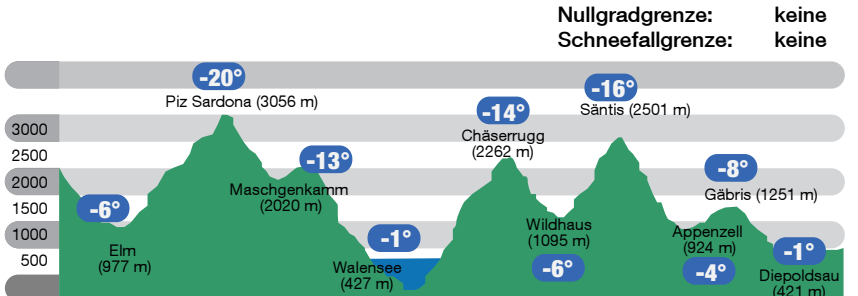 Nullgradgrenze: keine
Schneefallgrenze: keine
-20°
Piz Sardona (3056 m)
-16°
Säntis (2501 m)
-14°
Chäserrugg
(2262 m)
3000
2500
2000
1500
1000
500
-13°
Maschgenkamm
(2020 m)
-8°
Gäbris (1251 m)
-6°
Elm
(977 m)
-1°
Walensee
(427 m)
Wildhaus
(1095 m)
-6°
Appenzell
(924 m)
-4°
-1°
Diepoldsau
(421 m)